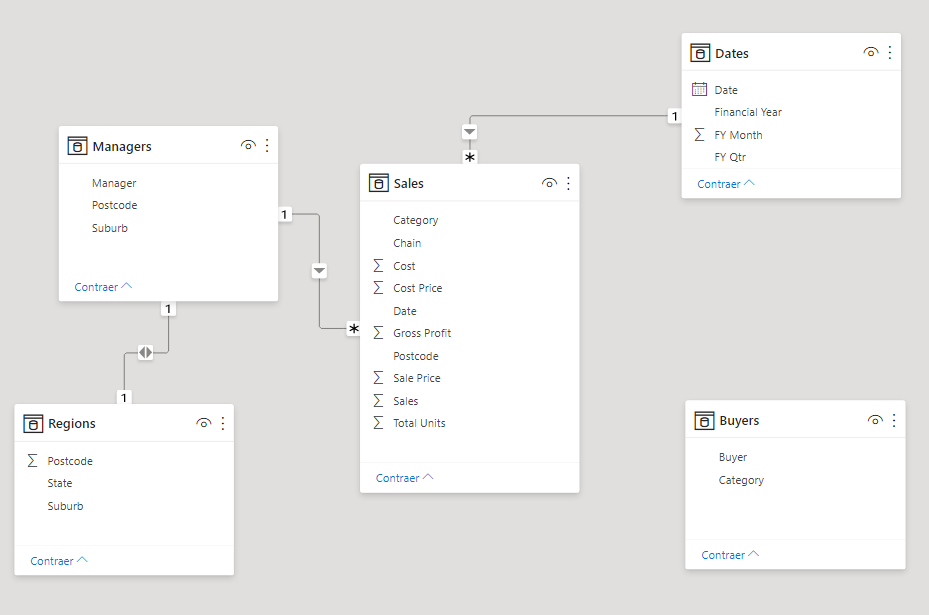 Managers
Manager
Postcode
Suburb
Contraer
1
1
1
Regions
Postcode
State
Suburb
Contraer
*
*
Sales
Category
Chain
Cost
Cost Price
Date
Gross Profit
Postcode
Sale Price
Sales
Total Units
Contraer
1
Dates
Date
Financial Year
FY Month
FY Qtr
Contraer
Buyers
Buyer
Category
Contraer